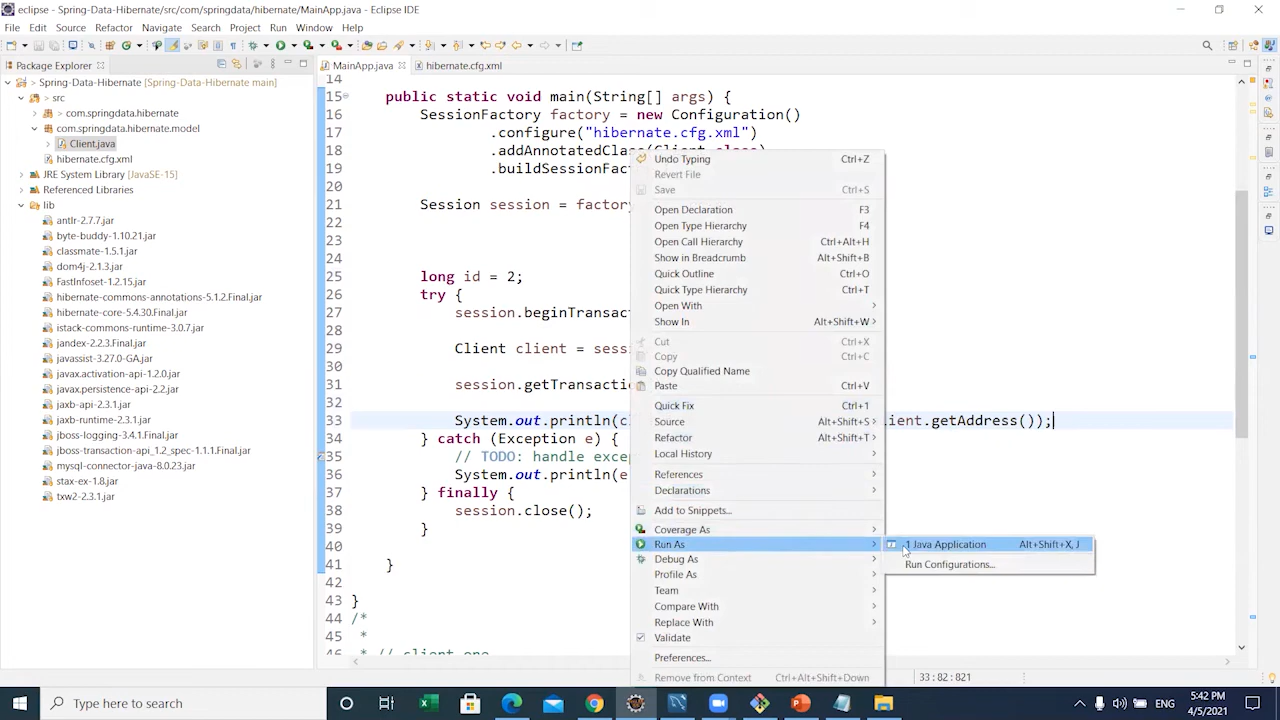 eclipse - Spring-Data-Hibernate/src/com/springdata/hibernate/MainApp.java - Eclipse IDE
File Edit Source Refactor Navigate Search Project Run Window Help
Package Explorer
> Spring-Data-Hibernate [Spring-Data-Hibernate main]
> src
> com.springdata.hibernate
com.springdata.hibernate.model
Client.java
hibernate.cfg.xml
JRE System Library [JavaSE-15]
Referenced Libraries
lib
antlr-2.7.7.jar
byte-buddy-1.10.21.jar
classmate-1.5.1.jar
dom4j-2.1.3.jar
FastInfoset-1.2.15.jar
hibernate-commons-annotations-5.1.2.Final.jar
hibernate-core-5.4.30.Final.jar
istack-commons-runtime-3.0.7.jar
jandex-2.2.3.Final.jar
javassist-3.27.0-GA.jar
javax.activation-api-1.2.0.jar
javax.persistence-api-2.2.jar
jaxb-api-2.3.1.jar
jaxb-runtime-2.3.1.jar
jboss-logging-3.4.1.Final.jar
jboss-transaction-api_1.2_spec-1.1.1.Final.jar
mysql-connector-java-8.0.23.jar
stax-ex-1.8.jar
txw2-2.3.1.jar
MainApp.java hibernate.cfg.xml
14
15 public static void main(String[] args) {
16 SessionFactory factory = new Configuration()
17 .configure("hibernate.cfg.xml")
18 .addAnnotatedClass(Client.class)
19 .buildSessionFac
20
21 Session session = factory
22
23
24
25 long id = 2;
26 try {
27 session.beginTransac
28
29 Client client = sess
30
31 session.getTransacti
32
33 System.out.println(cl ient.getAddress());
34 } catch (Exception e) {
35 // TODO: handle excep
36 System.out.println(e
37 } finally {
38 session.close();
39 }
40
41 }
42
43 }
44 /*
45 *
46 * // client one
Undo Typing Ctrl+Z
Revert File
Save Ctrl+S
Open Declaration F3
Open Type Hierarchy F4
Open Call Hierarchy Ctrl+Alt+H
Show in Breadcrumb Alt+Shift+B
Quick Outline Ctrl+O
Quick Type Hierarchy Ctrl+T
Open With
Show In Alt+Shift+W
Cut Ctrl+X
Copy Ctrl+C
Copy Qualified Name
Paste Ctrl+V
Quick Fix Ctrl+1
Source Alt+Shift+S
Refactor Alt+Shift+T
Local History
References
Declarations
Add to Snippets...
Coverage As
Run As
Debug As
Profile As
Team
Compare With
Replace With
Validate
Preferences...
Remove from Context Ctrl+Alt+Shift+Down
1 Java Application Alt+Shift+X, J
Run Configurations...
33 : 82 : 821
Type here to search
ENG
5:42 PM
4/5/2021